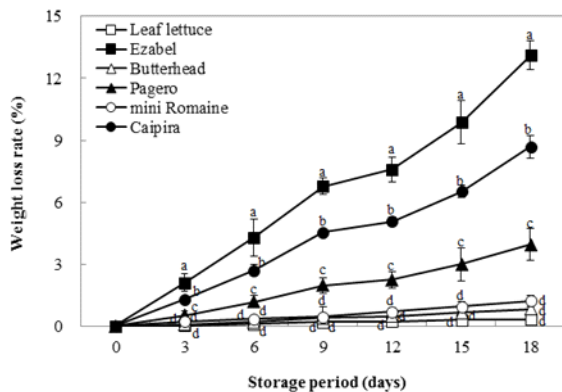 15
12
9
6
3
0
Weight loss rate (%)
Leaf lettuce
Ezabel
Butterhead
Pagero
mini Romaine
Caipira
a
a
a
a
a
a
b
b
b
b
b
b
c
c
c
c
c
c
d d
d d
d d d
d d d
d d d
d
d
d
0 3 6 9 12 15 18
Storage period (days)